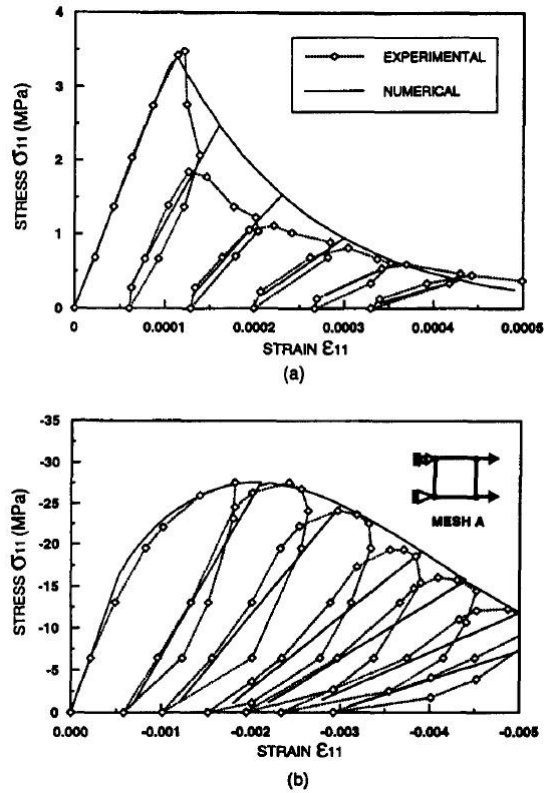 4
3
2
1
0
STRESS σ11 (MPa)
EXPERIMENTAL
NUMERICAL
0 0.0001 0.0002 0.0003 0.0004 0.0005
STRAIN ε11
(a)
-35
-30
-25
-20
-15
-10
-5
0
STRESS σ11 (MPa)
MESH A
0.000 -0.001 -0.002 -0.003 -0.004 -0.005
STRAIN ε11
(b)